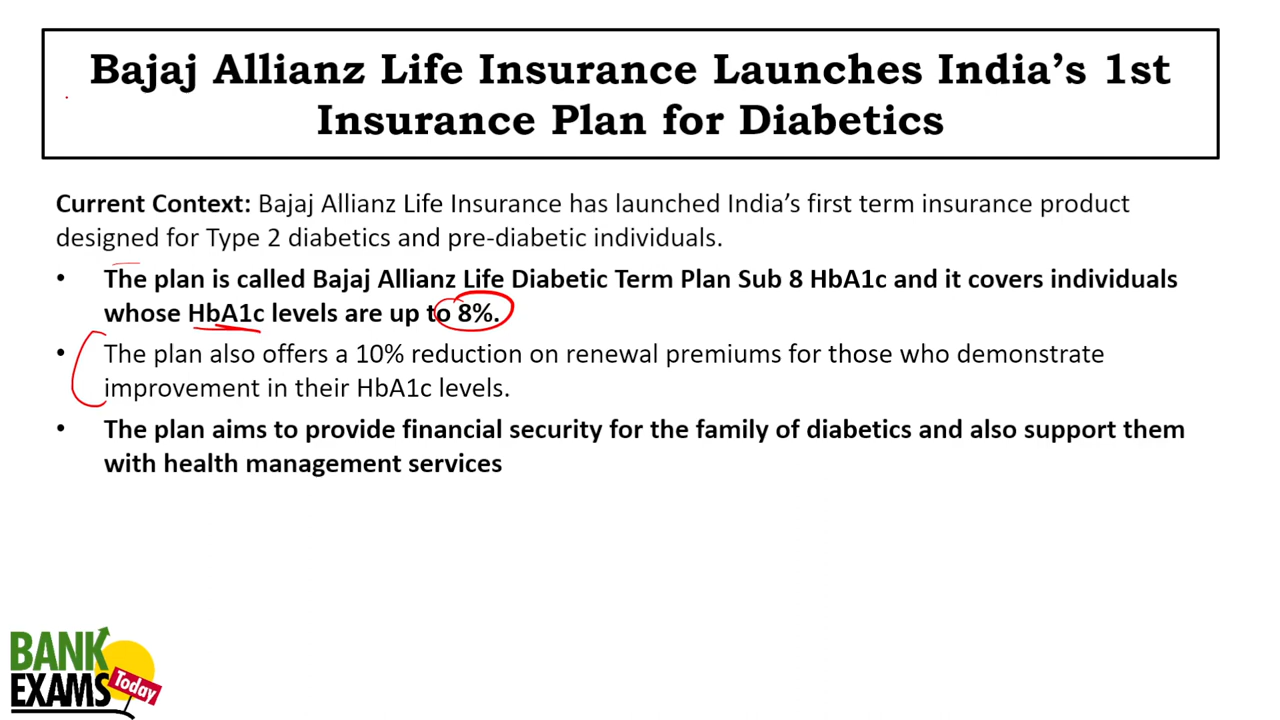 Bajaj Allianz Life Insurance Launches India’s 1st
Insurance Plan for Diabetics
Current Context: Bajaj Allianz Life Insurance has launched India’s first term insurance product
designed for Type 2 diabetics and pre-diabetic individuals.
• The plan is called Bajaj Allianz Life Diabetic Term Plan Sub 8 HbA1c and it covers individuals
whose HbA1c levels are up to 8%.
• The plan also offers a 10% reduction on renewal premiums for those who demonstrate
improvement in their HbA1c levels.
• The plan aims to provide financial security for the family of diabetics and also support them
with health management services
BANK
EXAMS
Today